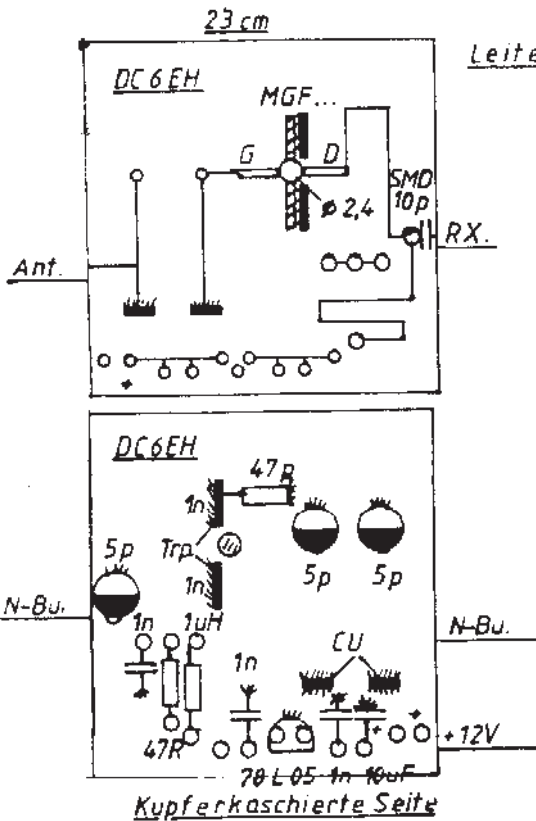 23 cm
Leite
DC6EH
MGF...
G
D
SMD
10p
ø 2,4
RX.
Ant.
+
DC6EH
47R
1n
Trp.
5p
5p
5p
1n
N-Bu.
1n
1uH
N-Bu.
CU
1n
+
+
+12V
47R
78L05
1n
10uF
Kupferkaschierte Seite